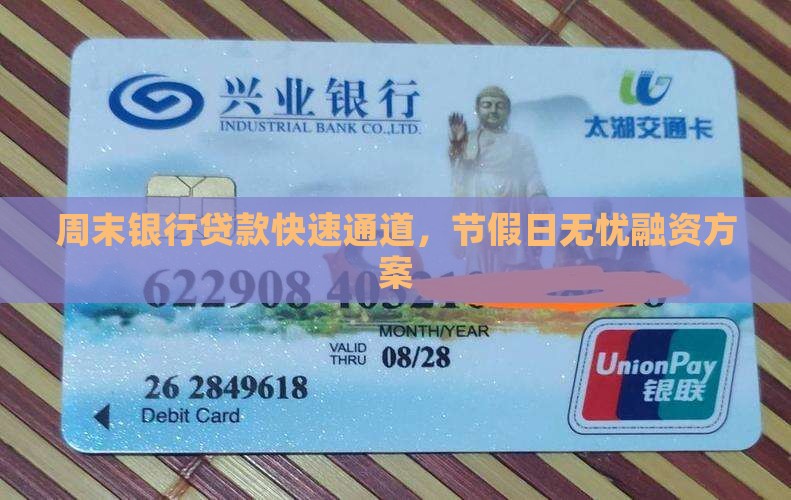 兴业银行
INDUSTRIAL BANK CO.,LTD.
太湖交通卡
周末银行贷款快速通道，节假日无忧融资方
案
622908
MONTH/YEAR
VALID
THRU 08/28
UnionPay
银联
26 2849618
Debit Card